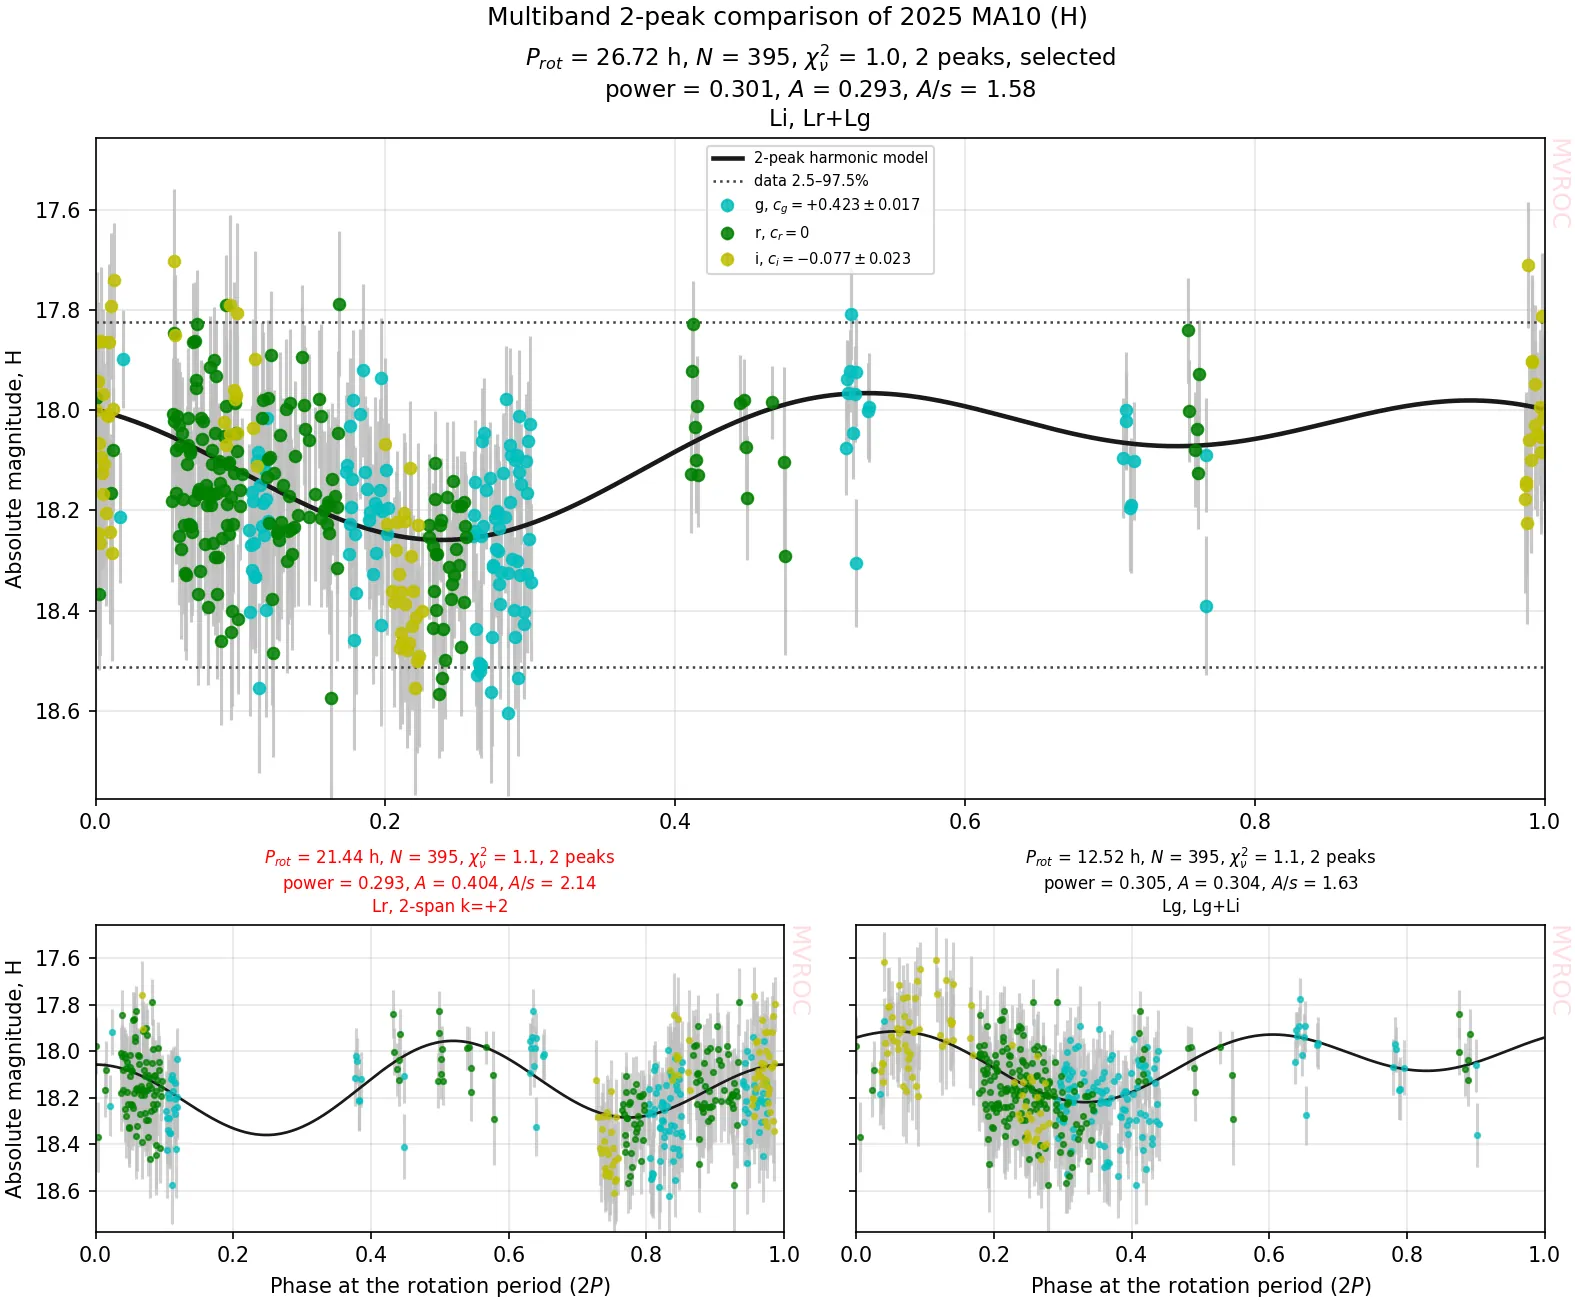 Multiband 2-peak comparison of 2025 MA10 (H)
P_rot = 26.72 h, N = 395, χ²_ν = 1.0, 2 peaks, selected
power = 0.301, A = 0.293, A/s = 1.58
Li, Lr+Lg
2-peak harmonic model
data 2.5–97.5%
g, c_g = +0.423 ± 0.017
r, c_r = 0
i, c_i = −0.077 ± 0.023
MVROC
Absolute magnitude, H
17.6
17.8
18.0
18.2
18.4
18.6
0.0 0.2 0.4 0.6 0.8 1.0
P_rot = 21.44 h, N = 395, χ²_ν = 1.1, 2 peaks
power = 0.293, A = 0.404, A/s = 2.14
Lr, 2-span k=+2
MVROC
Absolute magnitude, H
17.6
17.8
18.0
18.2
18.4
18.6
0.0 0.2 0.4 0.6 0.8 1.0
Phase at the rotation period (2P)
P_rot = 12.52 h, N = 395, χ²_ν = 1.1, 2 peaks
power = 0.305, A = 0.304, A/s = 1.63
Lg, Lg+Li
MVROC
0.0 0.2 0.4 0.6 0.8 1.0
Phase at the rotation period (2P)